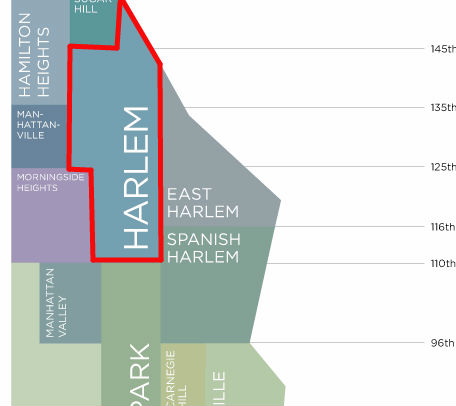 SUGAR
HILL
HAMILTON
HEIGHTS
145th
MAN-
HATTAN-
VILLE
135th
HARLEM
125th
MORNINGSIDE
HEIGHTS
EAST
HARLEM
116th
SPANISH
HARLEM
110th
MANHATTAN
VALLEY
96th
PARK
CARNEGIE
HILL
ILLE